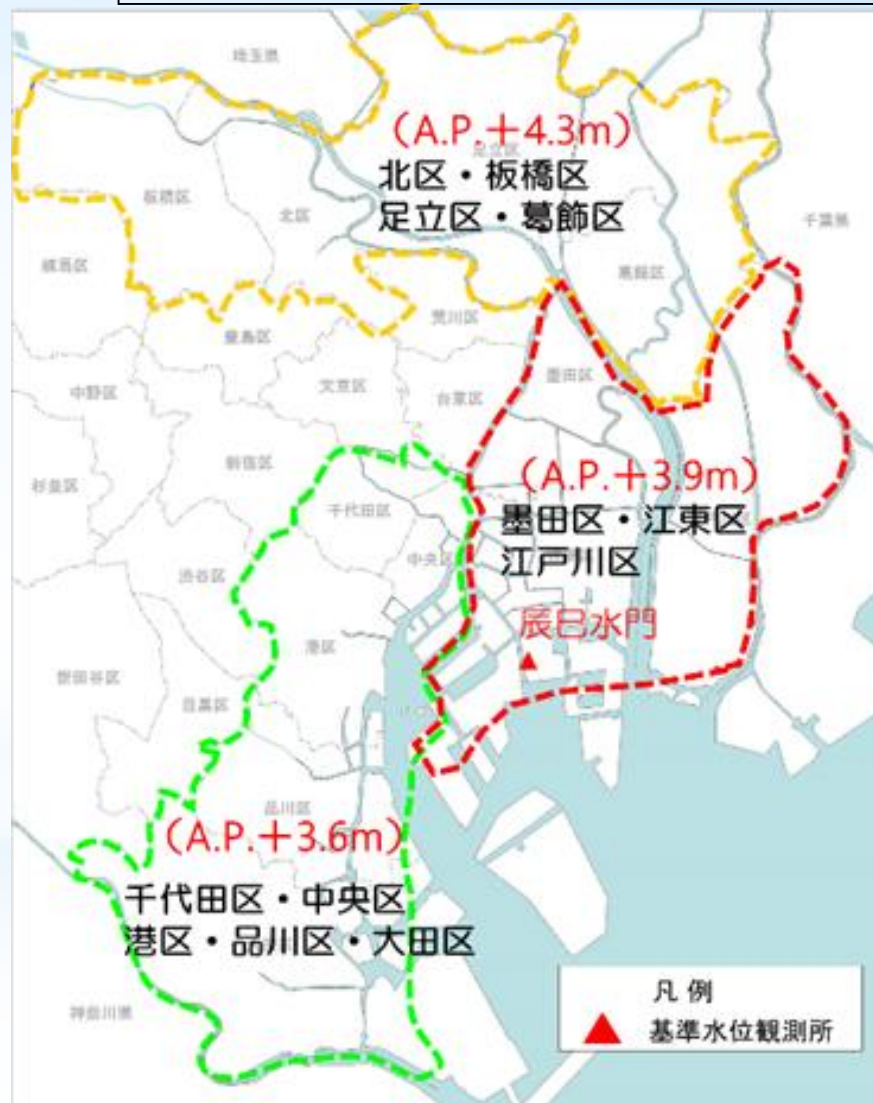 埼玉県
（A.P.＋4.3m）
足立区
北区・板橋区
足立区・葛飾区
板橋区
北区
千葉県
練馬区
葛飾区
荒川区
豊島区
墨田区
文京区
台東区
中野区
新宿区
杉並区
（A.P.＋3.9m）
墨田区・江東区
江戸川区
千代田区
中央区
渋谷区
辰巳水門
港区
世田谷区
目黒区
品川区
（A.P.＋3.6m）
千代田区・中央区
港区・品川区・大田区
神奈川県
凡 例
基準水位観測所